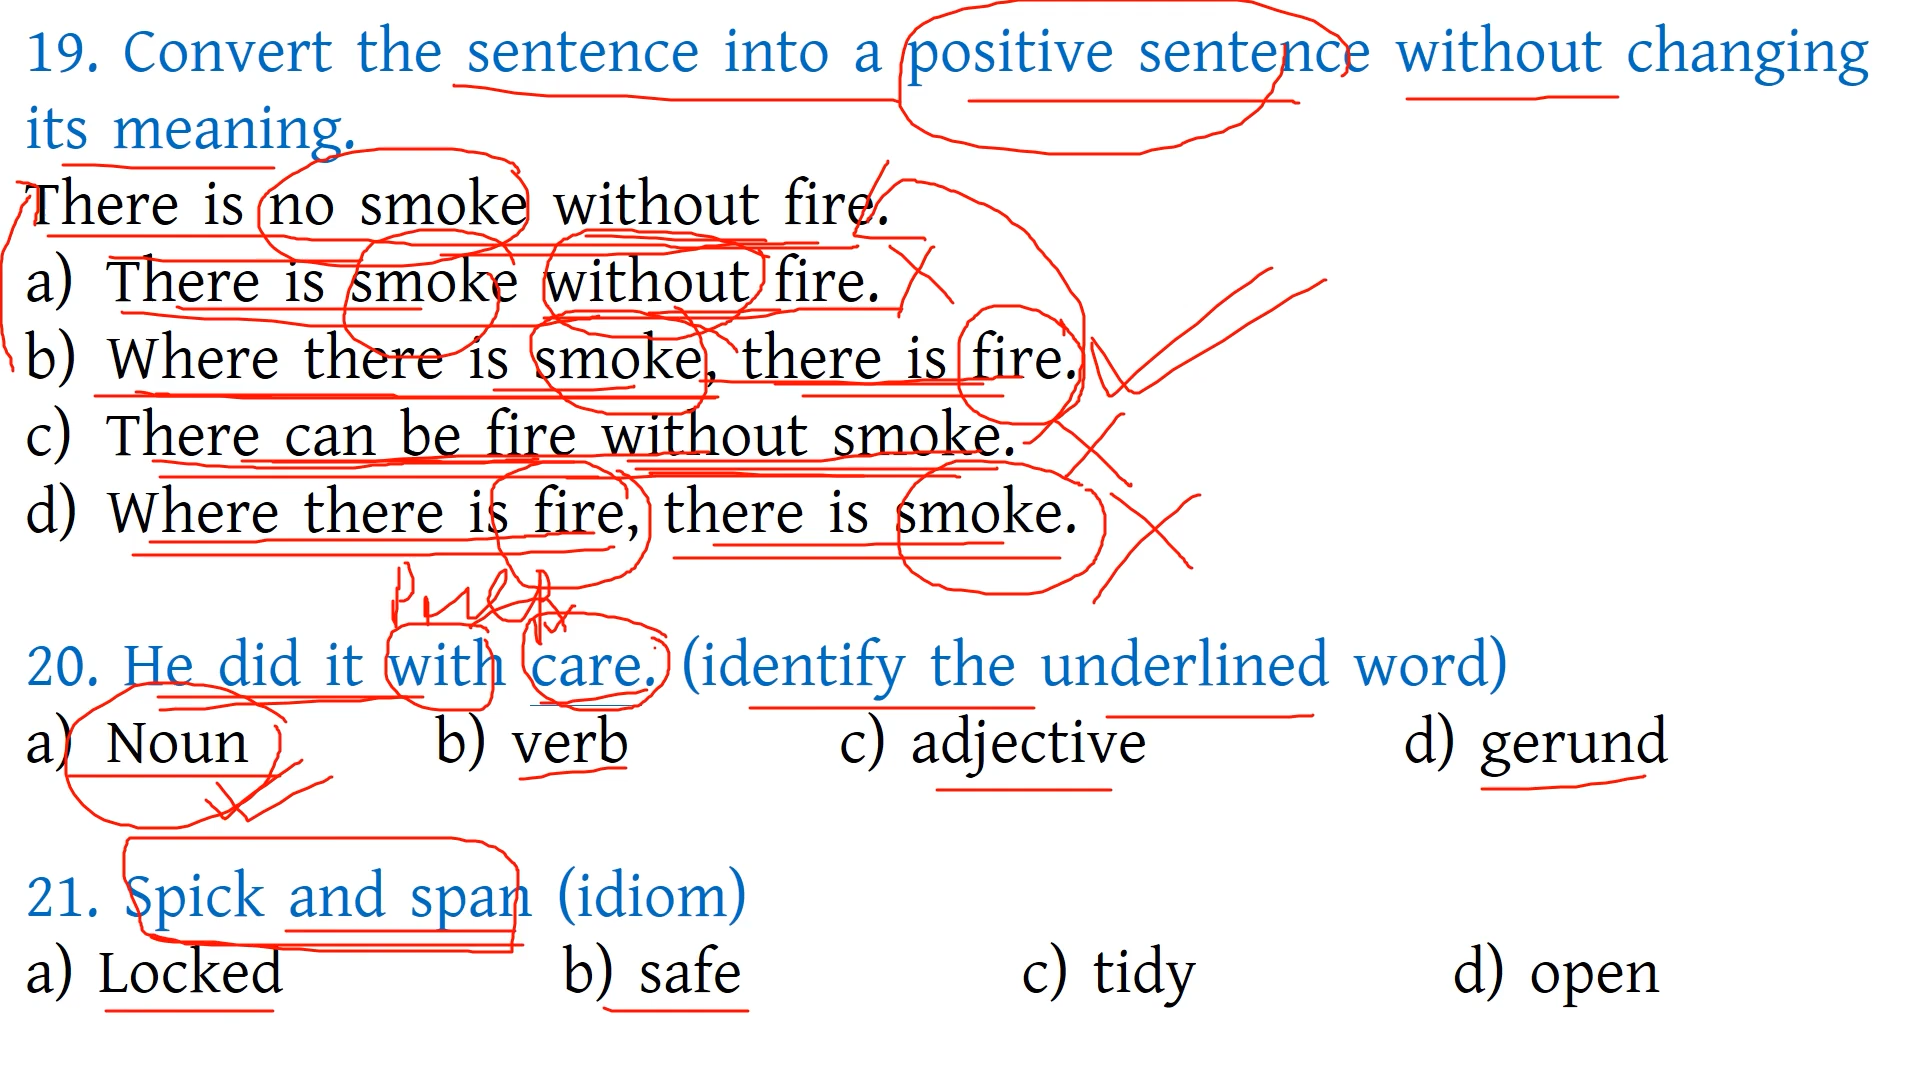 19. Convert the sentence into a positive sentence without changing
its meaning.
There is no smoke without fire.
a) There is smoke without fire.
b) Where there is smoke, there is fire.
c) There can be fire without smoke.
d) Where there is fire, there is smoke.
20. He did it with care. (identify the underlined word)
a) Noun b) verb c) adjective d) gerund
21. Spick and span (idiom)
a) Locked b) safe c) tidy d) open